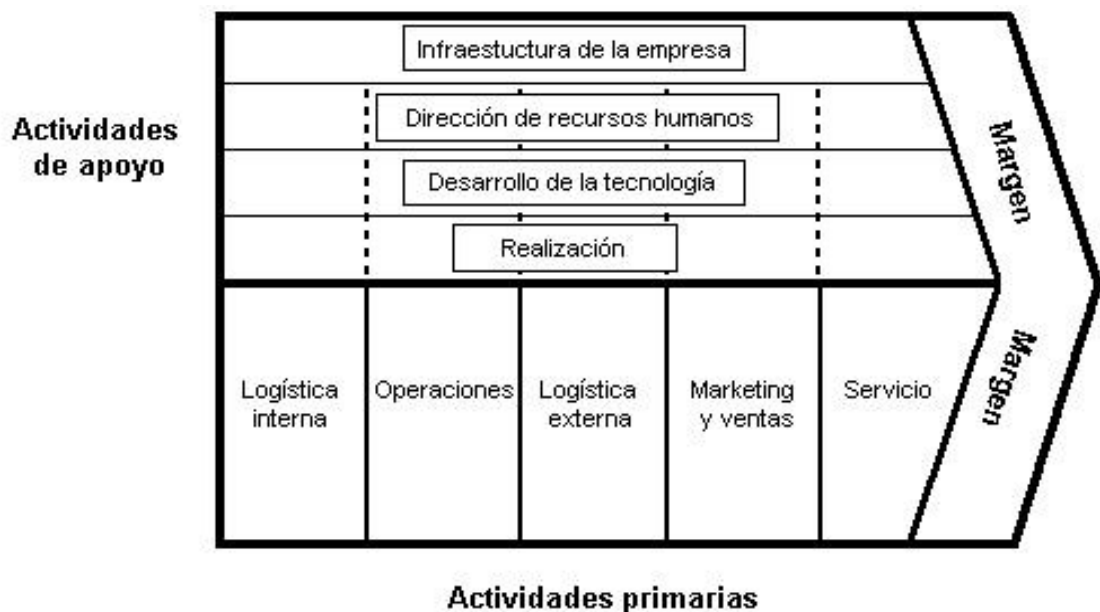 Infraestuctura de la empresa
Actividades
de apoyo
Dirección de recursos humanos
Desarrollo de la tecnología
Realización
Margen
Margen
Logística
interna
Operaciones
Logística
externa
Marketing
y ventas
Servicio
Actividades primarias